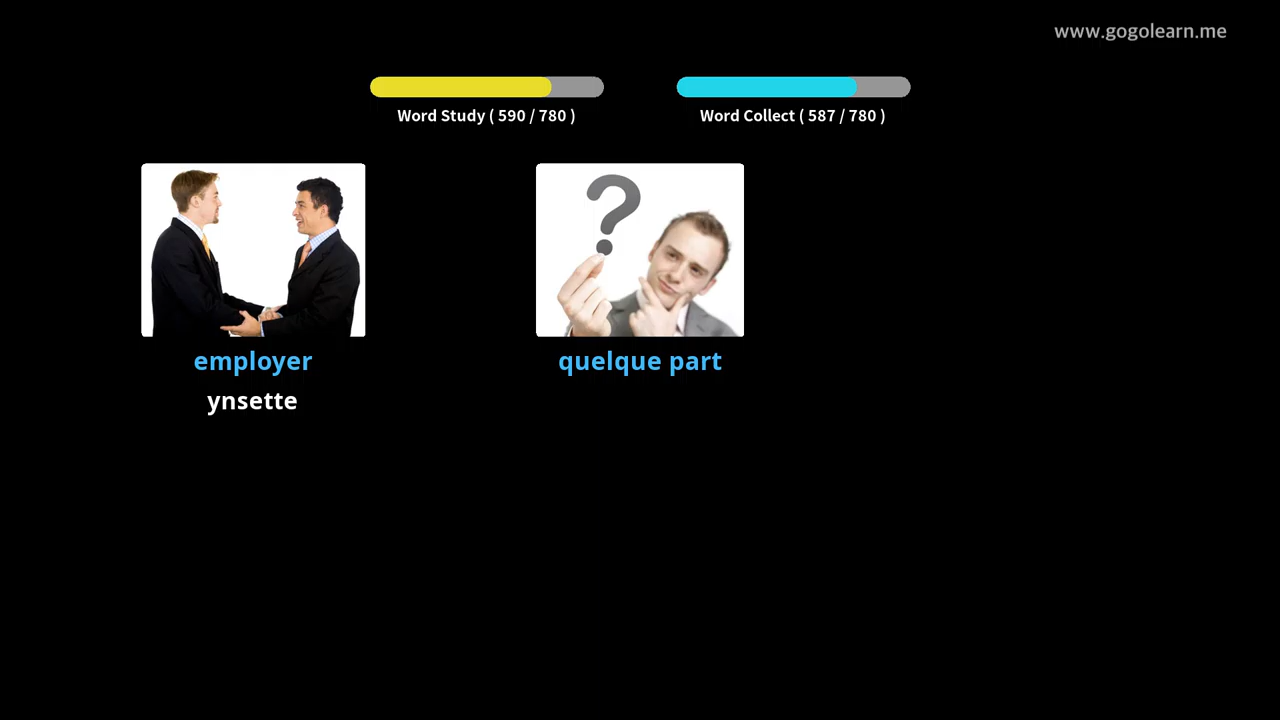 www.gogolearn.me
Word Study ( 590 / 780 )
Word Collect ( 587 / 780 )
employer
quelque part
ynsette